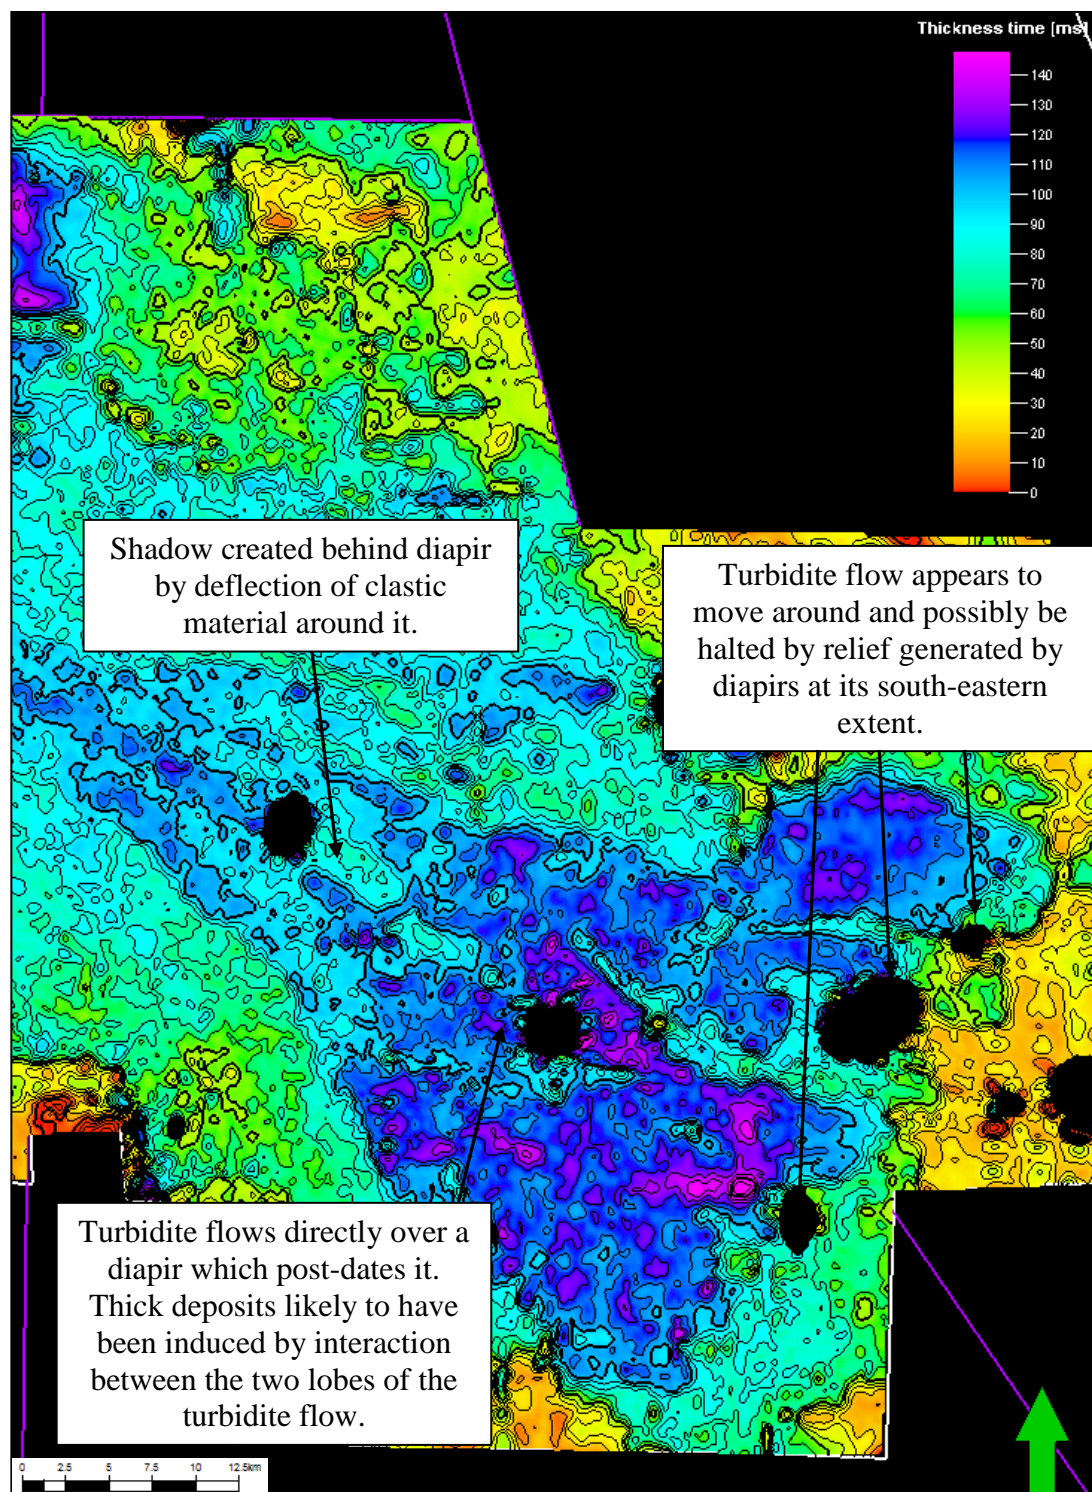 Thickness time [ms]
140
130
120
110
100
90
80
70
60
50
40
30
20
10
0
Shadow created behind diapir
by deflection of clastic
material around it.
Turbidite flow appears to
move around and possibly be
halted by relief generated by
diapirs at its south-eastern
extent.
Turbidite flows directly over a
diapir which post-dates it.
Thick deposits likely to have
been induced by interaction
between the two lobes of the
turbidite flow.
0 2.5 5 7.5 10 12.5km